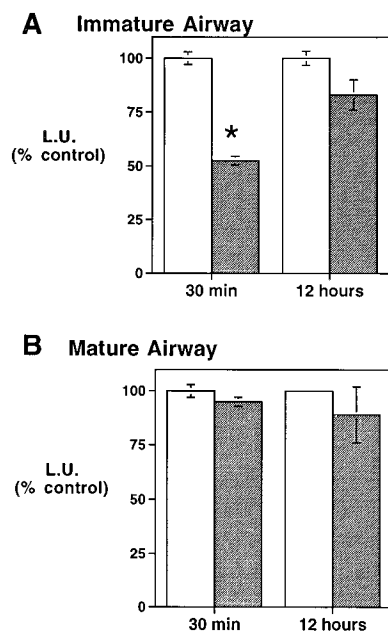 A Immature Airway
100
75
50
25
0
L.U.
(% control)
*
30 min 12 hours
B Mature Airway
100
75
50
25
0
L.U.
(% control)
30 min 12 hours